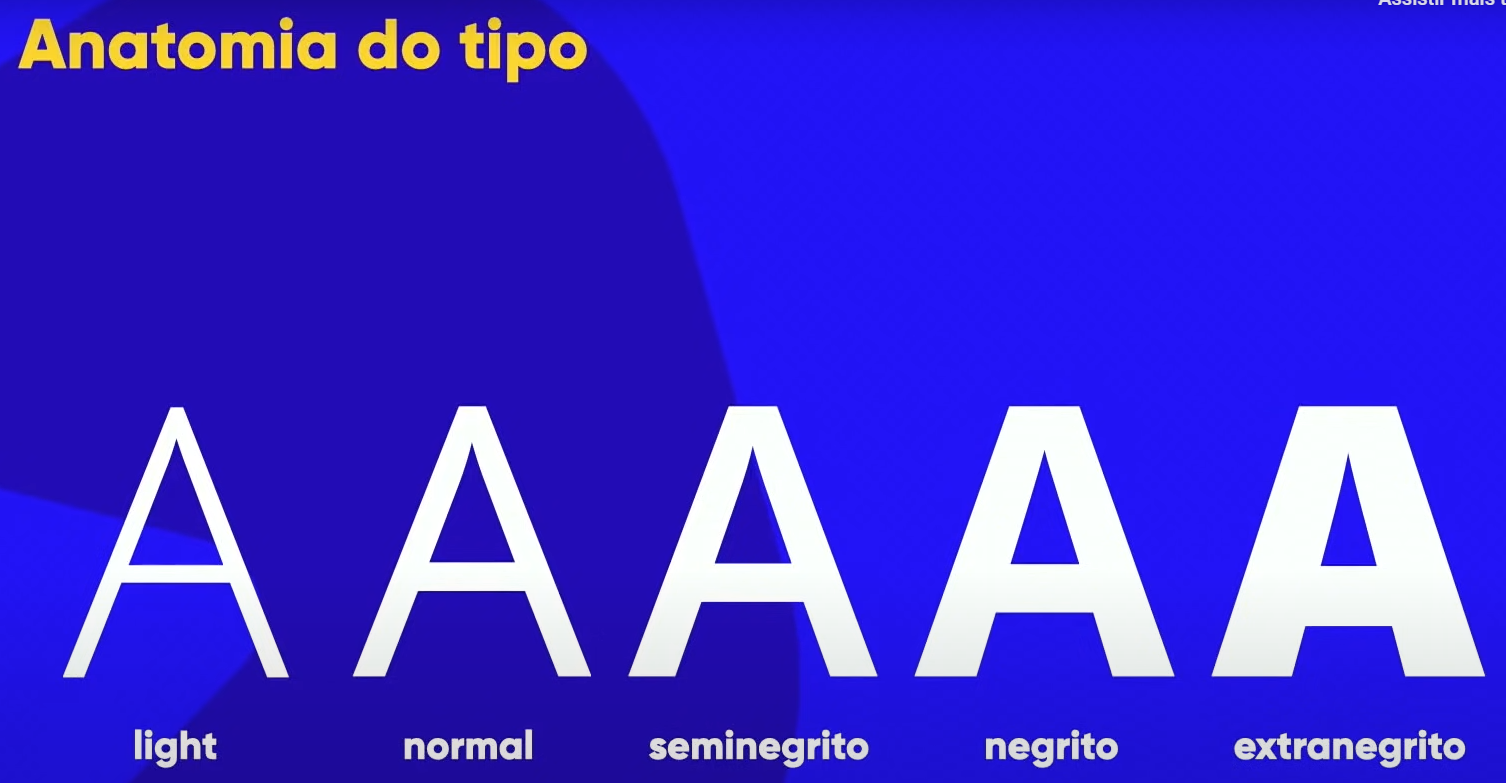 Anatomia do tipo
A A A A A
light normal seminegrito negrito extranegrito